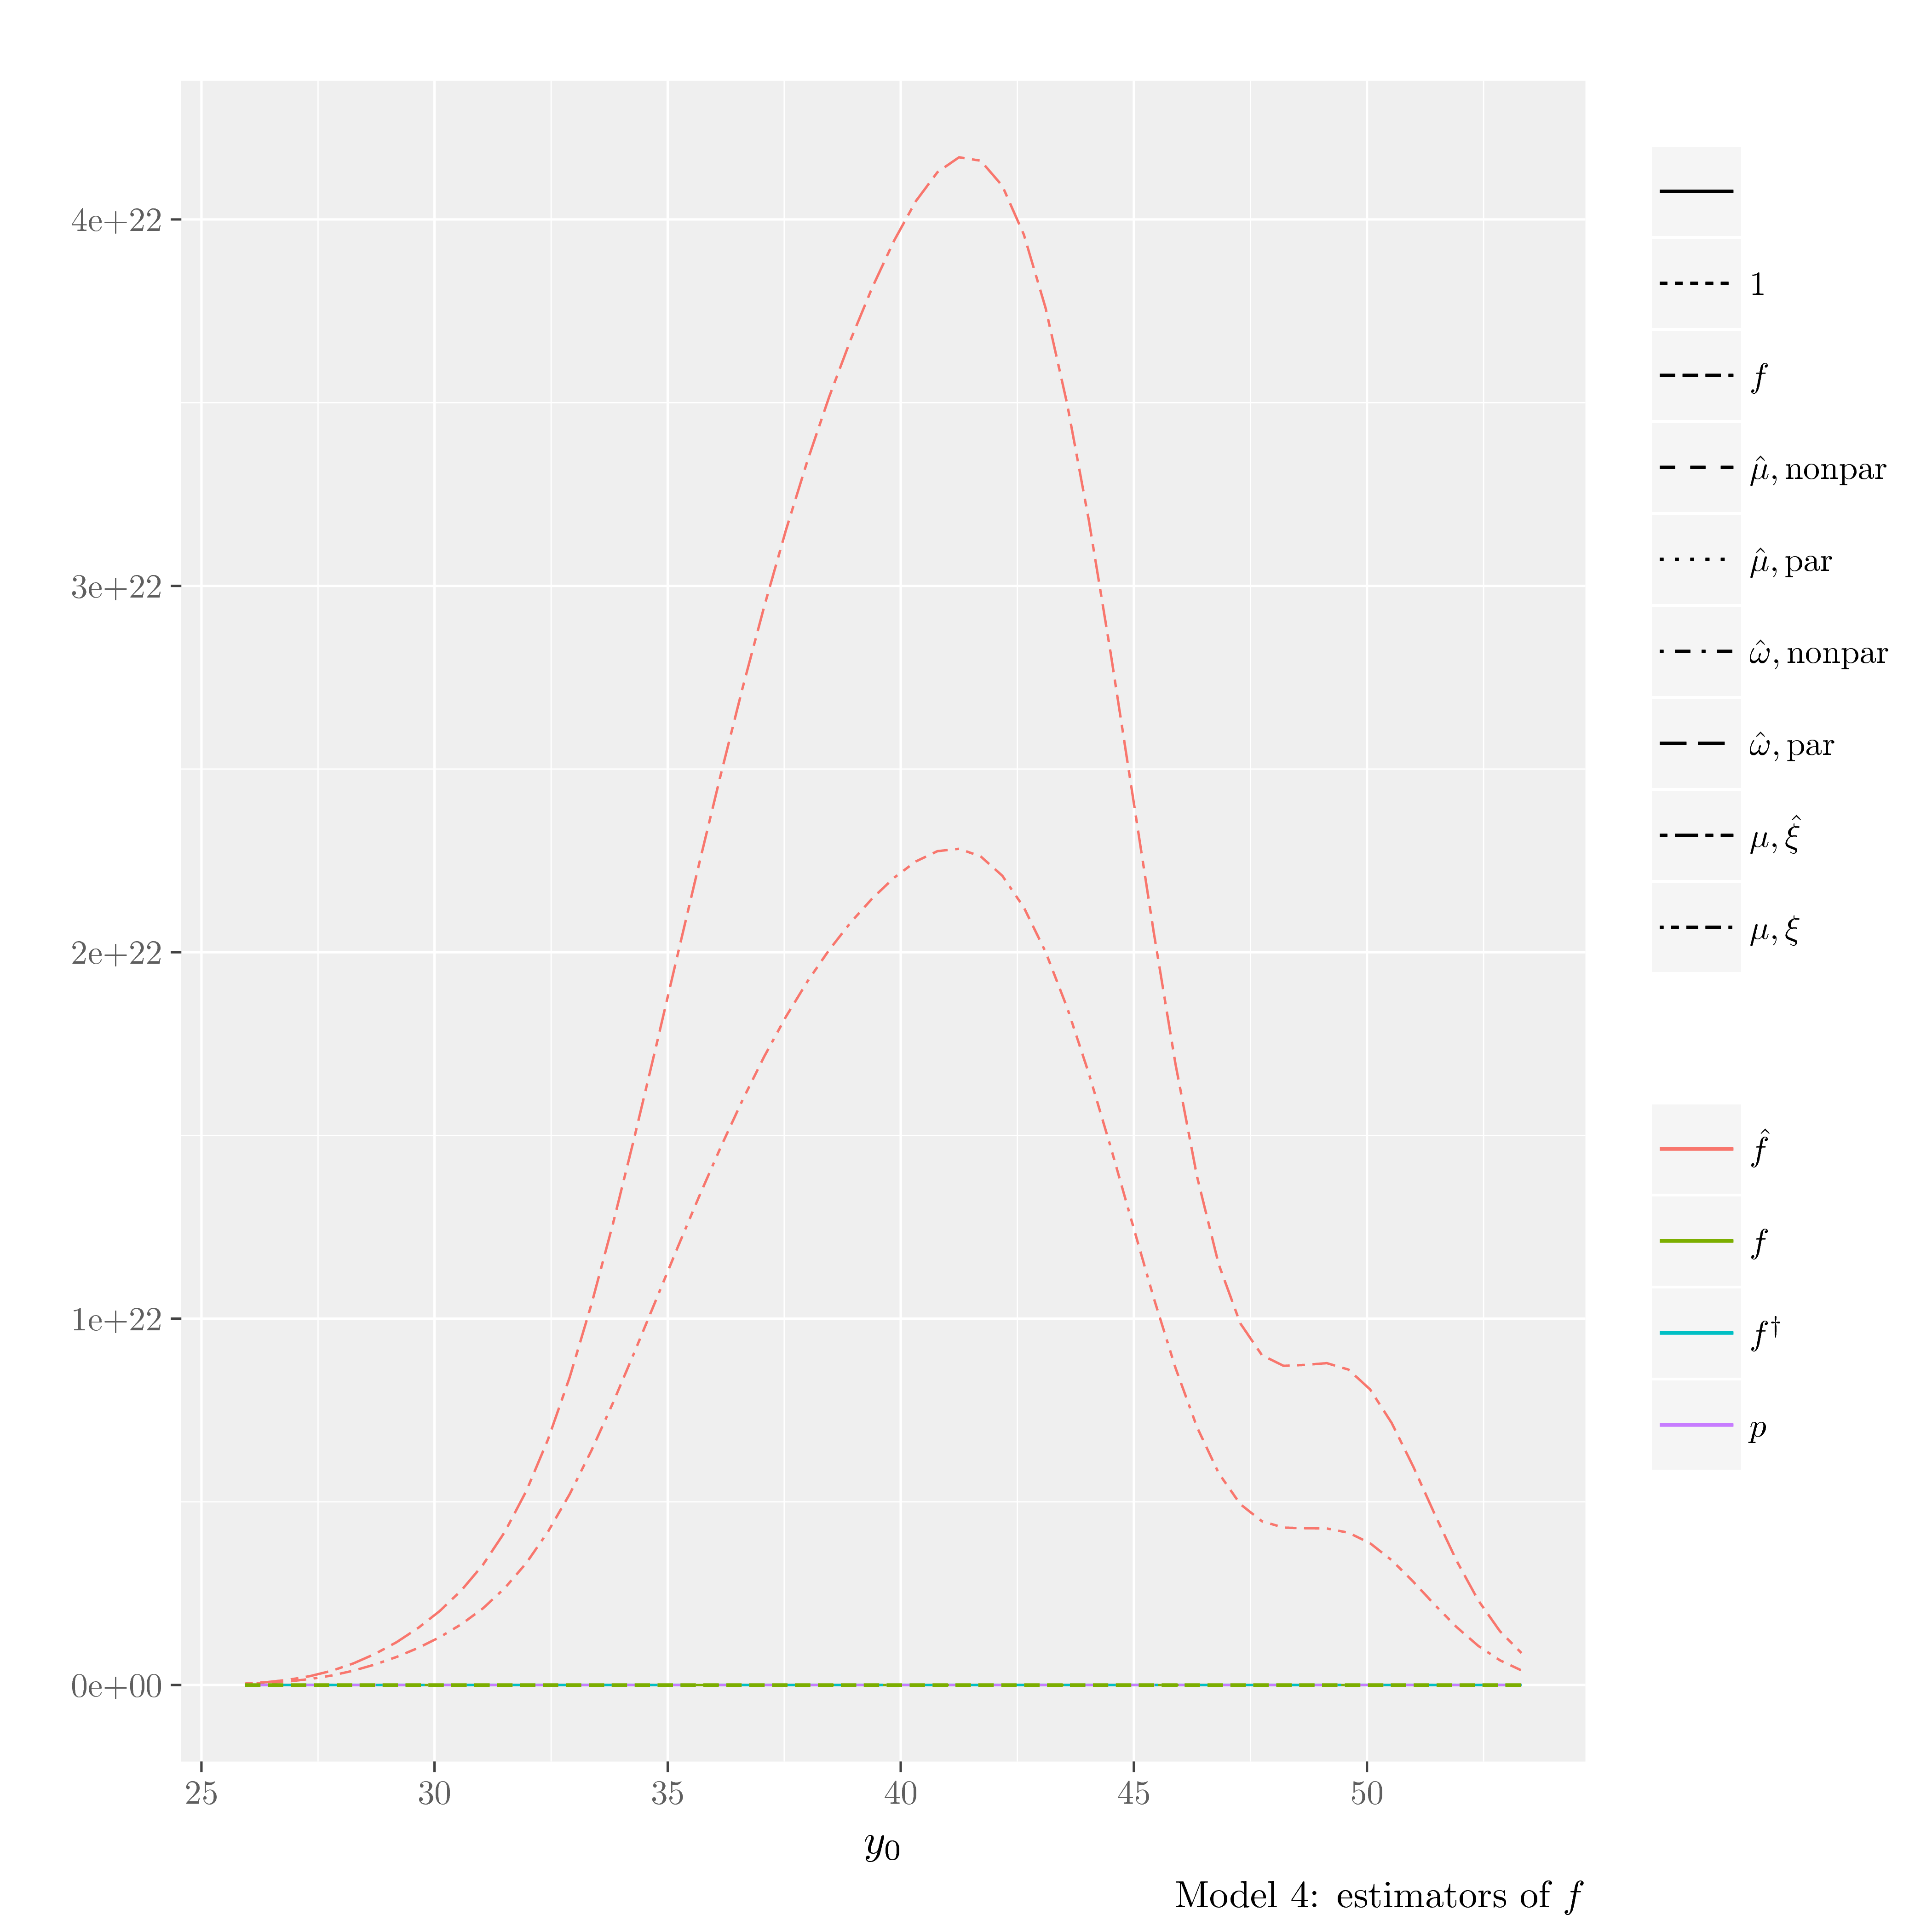 4e+22
3e+22
2e+22
1e+22
0e+00
25 30 35 40 45 50
y₀
Model 4: estimators of f
1
f
μ̂, nonpar
μ̂, par
ω̂, nonpar
ω̂, par
μ, ξ̂
μ, ξ
f̂
f
f†
p